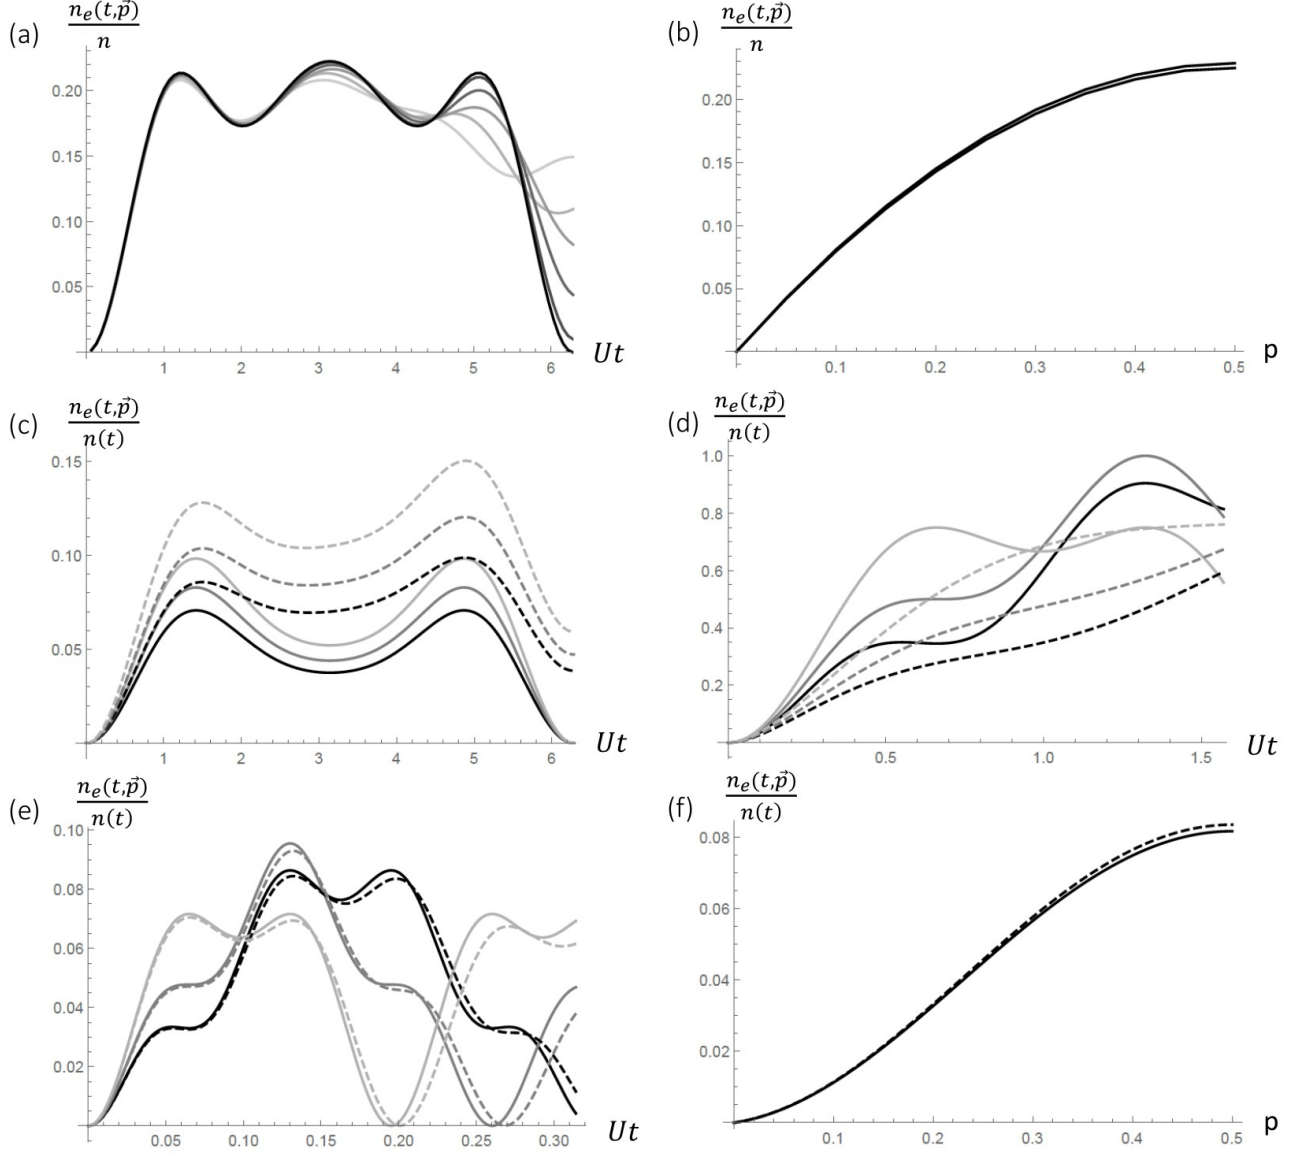 (a)
n_e(t,p⃗)
n
0.20
0.15
0.10
0.05
1 2 3 4 5 6
Ut
(b)
n_e(t,p⃗)
n
0.20
0.15
0.10
0.05
0.1 0.2 0.3 0.4 0.5
p
(c)
n_e(t,p⃗)
n(t)
0.15
0.10
0.05
1 2 3 4 5 6
Ut
(d)
n_e(t,p⃗)
n(t)
1.0
0.8
0.6
0.4
0.2
0.5 1.0 1.5
Ut
(e)
n_e(t,p⃗)
n(t)
0.10
0.08
0.06
0.04
0.02
0.05 0.10 0.15 0.20 0.25 0.30
Ut
(f)
n_e(t,p⃗)
n(t)
0.08
0.06
0.04
0.02
0.1 0.2 0.3 0.4 0.5
p